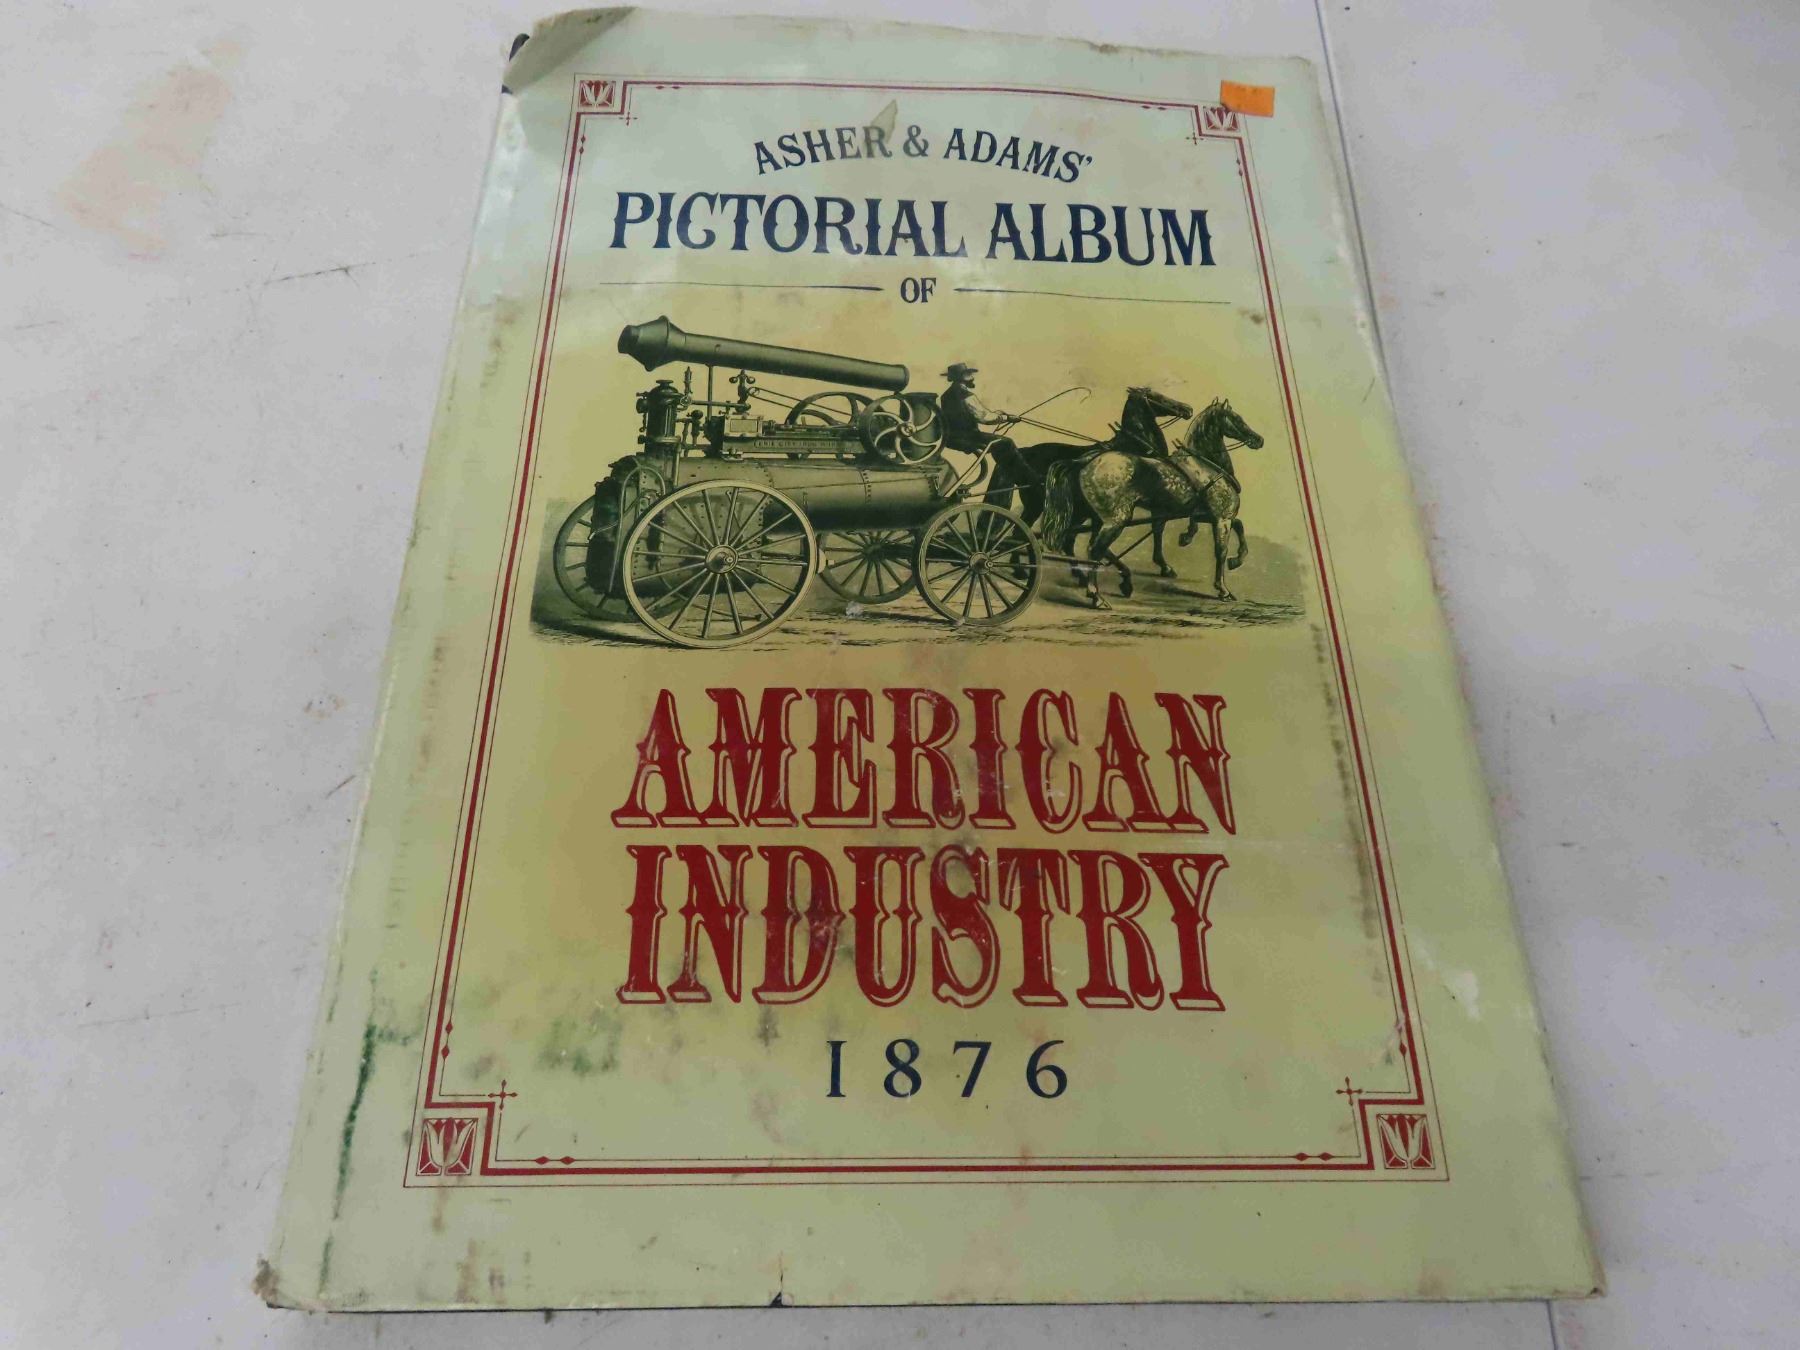 ASHER & ADAMS'
PICTORIAL ALBUM
OF
AMERICAN
INDUSTRY
1876